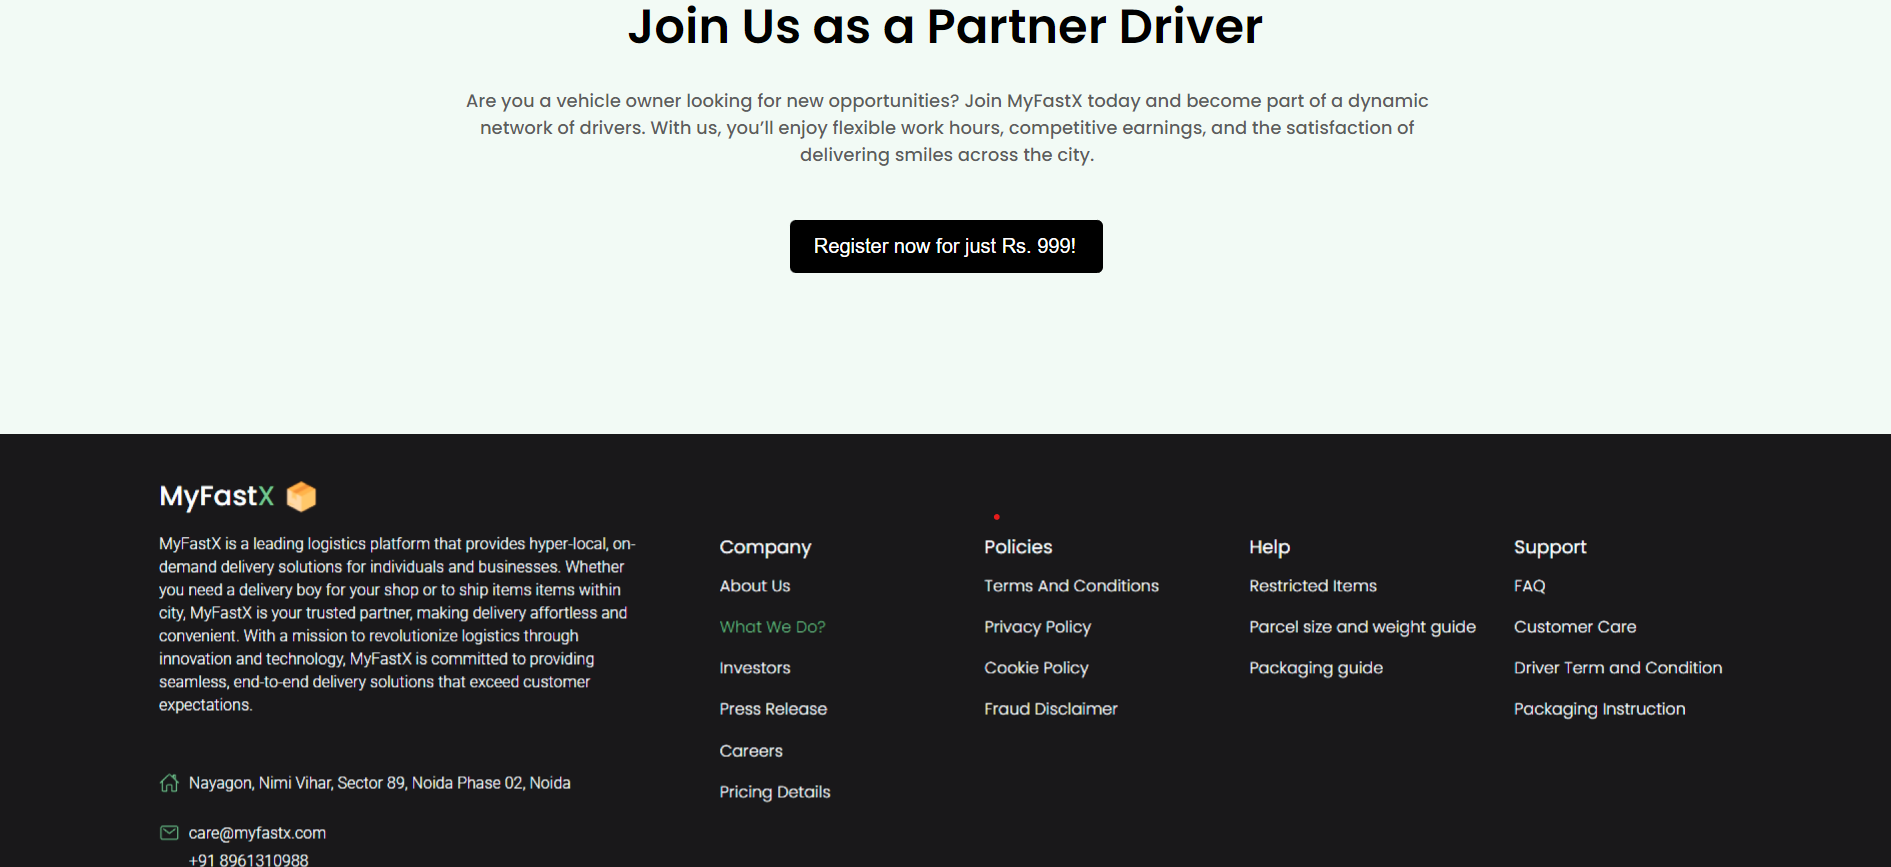 Join Us as a Partner Driver
Are you a vehicle owner looking for new opportunities? Join MyFastX today and become part of a dynamic
network of drivers. With us, you’ll enjoy flexible work hours, competitive earnings, and the satisfaction of
delivering smiles across the city.
Register now for just Rs. 999!
MyFastX
MyFastX is a leading logistics platform that provides hyper-local, on-
demand delivery solutions for individuals and businesses. Whether
you need a delivery boy for your shop or to ship items items within
city, MyFastX is your trusted partner, making delivery affortless and
convenient. With a mission to revolutionize logistics through
innovation and technology, MyFastX is committed to providing
seamless, end-to-end delivery solutions that exceed customer
expectations.
Nayagon, Nimi Vihar, Sector 89, Noida Phase 02, Noida
care@myfastx.com
+91 8961310988
Company
About Us
What We Do?
Investors
Press Release
Careers
Pricing Details
Policies
Terms And Conditions
Privacy Policy
Cookie Policy
Fraud Disclaimer
Help
Restricted Items
Parcel size and weight guide
Packaging guide
Support
FAQ
Customer Care
Driver Term and Condition
Packaging Instruction